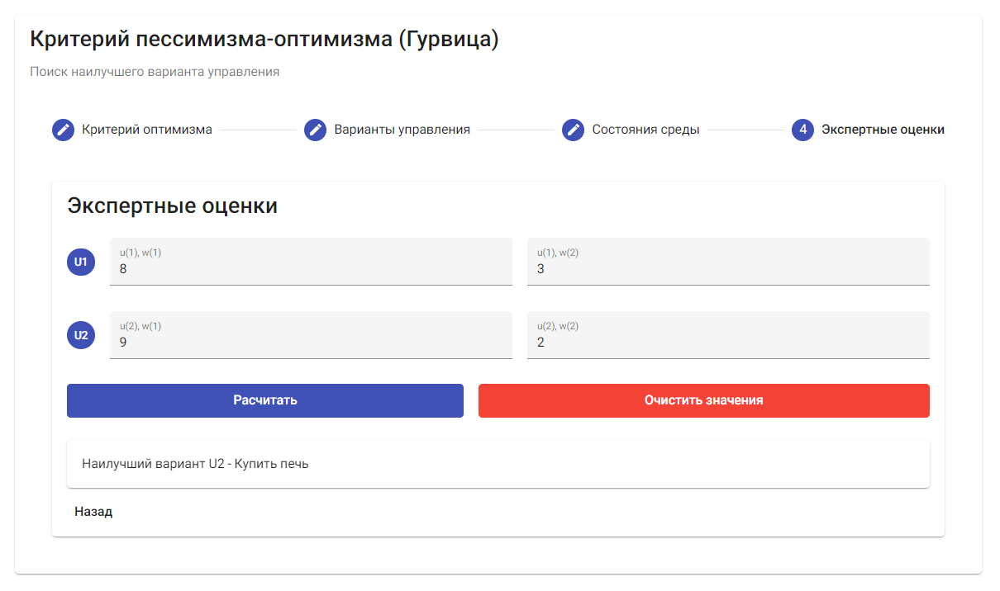 Критерий пессимизма-оптимизма (Гурвица)
Поиск наилучшего варианта управления
Критерий оптимизма Варианты управления Состояния среды 4 Экспертные оценки
Экспертные оценки
U1 u(1), w(1) u(1), w(2)
8 3
U2 u(2), w(1) u(2), w(2)
9 2
Расчитать Очистить значения
Наилучший вариант U2 - Купить печь
Назад